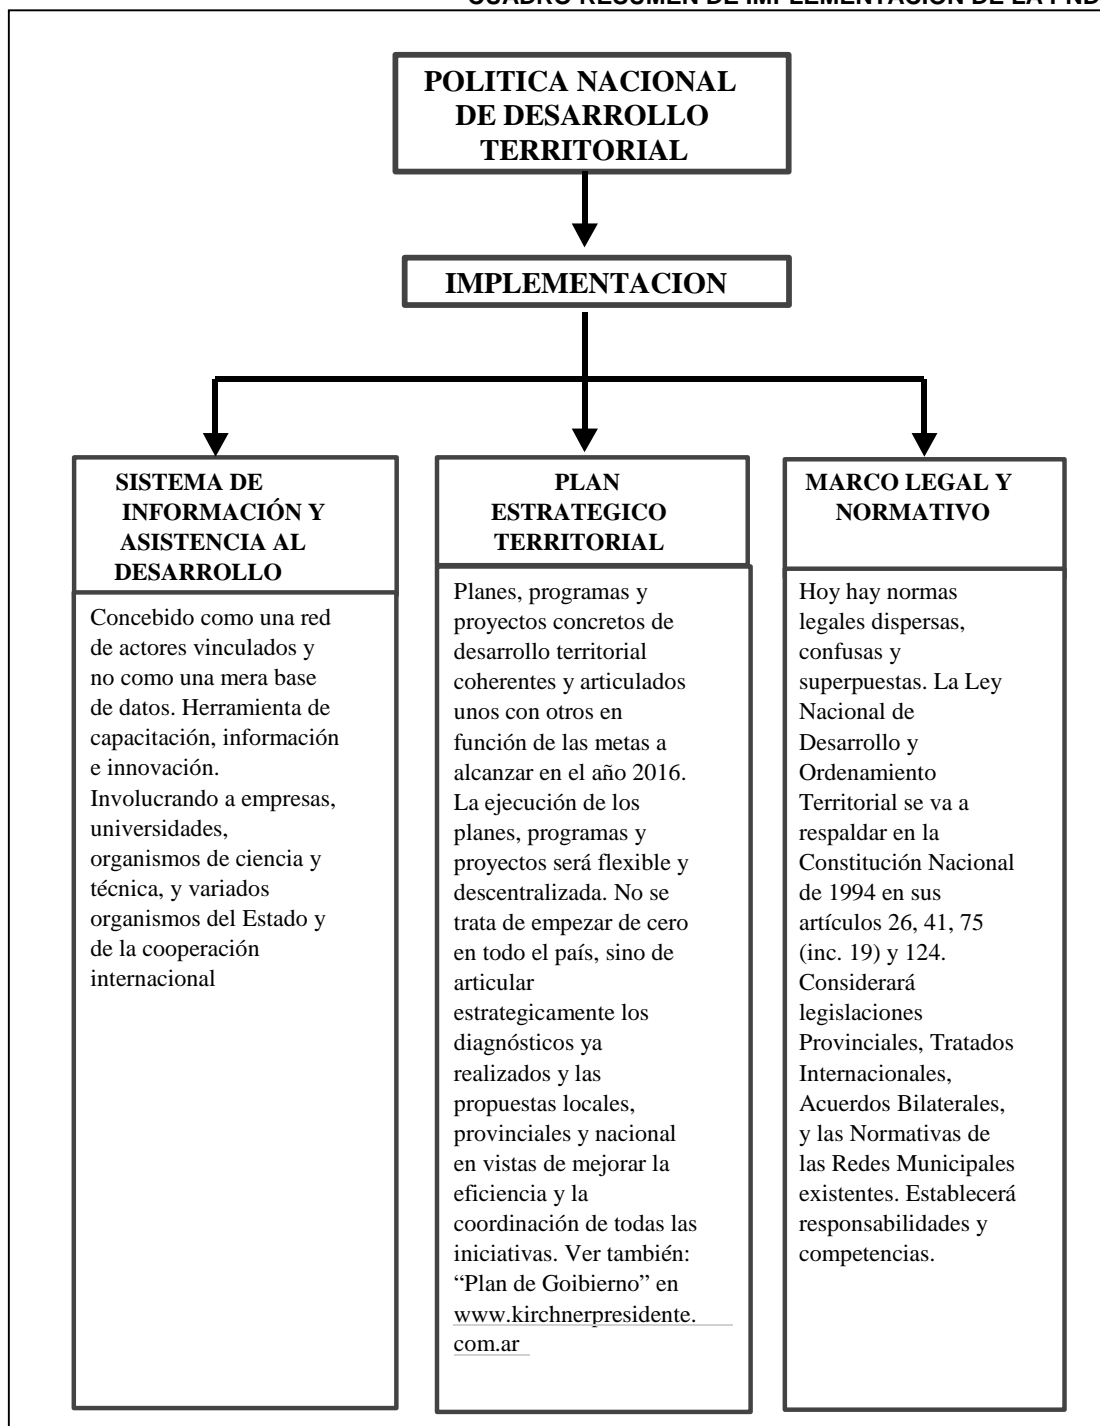 CUADRO RESUMEN DE IMPLEMENTACION DE LA PND
POLITICA NACIONAL
DE DESARROLLO
TERRITORIAL
IMPLEMENTACION
SISTEMA DE
INFORMACIÓN Y
ASISTENCIA AL
DESARROLLO
Concebido como una red
de actores vinculados y
no como una mera base
de datos. Herramienta de
capacitación, información
e innovación.
Involucrando a empresas,
universidades,
organismos de ciencia y
técnica, y variados
organismos del Estado y
de la cooperación
internacional
PLAN
ESTRATEGICO
TERRITORIAL
Planes, programas y
proyectos concretos de
desarrollo territorial
coherentes y articulados
unos con otros en
función de las metas a
alcanzar en el año 2016.
La ejecución de los
planes, programas y
proyectos será flexible y
descentralizada. No se
trata de empezar de cero
en todo el país, sino de
articular
estrategicamente los
diagnósticos ya
realizados y las
propuestas locales,
provinciales y nacional
en vistas de mejorar la
eficiencia y la
coordinación de todas las
iniciativas. Ver también:
“Plan de Goibierno” en
www.kirchnerpresidente.
com.ar
MARCO LEGAL Y
NORMATIVO
Hoy hay normas
legales dispersas,
confusas y
superpuestas. La Ley
Nacional de
Desarrollo y
Ordenamiento
Territorial se va a
respaldar en la
Constitución Nacional
de 1994 en sus
artículos 26, 41, 75
(inc. 19) y 124.
Considerará
legislaciones
Provinciales, Tratados
Internacionales,
Acuerdos Bilaterales,
y las Normativas de
las Redes Municipales
existentes. Establecerá
responsabilidades y
competencias.